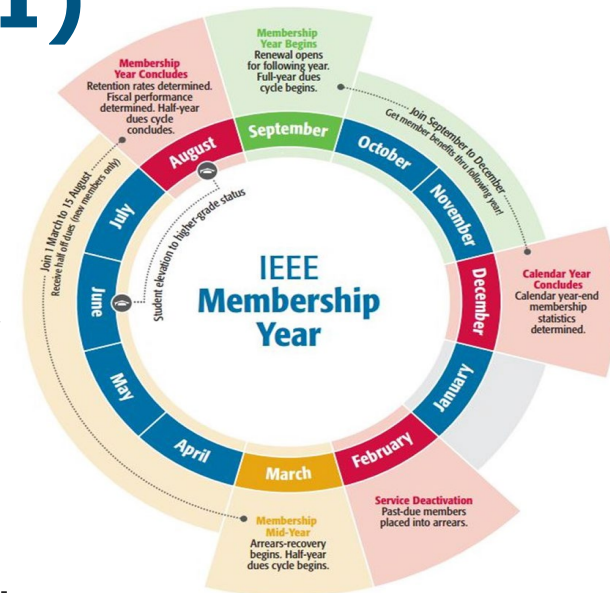 1)
Membership
Year Begins
Renewal opens
for following year.
Full-year dues
cycle begins.
Membership
Year Concludes
Retention rates determined.
Fiscal performance
determined. Half-year
dues cycle
concludes.
September
October
November
December
January
February
March
April
May
June
July
August
Join September to December
Get member benefits thru following year!
Calendar Year
Concludes
Calendar year-end
membership
statistics
determined.
Service Deactivation
Past-due members
placed into arrears.
Membership
Mid-Year
Arrears-recovery
begins. Half-year
dues cycle begins.
Join 1 March to 15 August
Receive half off dues (new members only)
Student elevation to higher-grade status
IEEE
Membership
Year